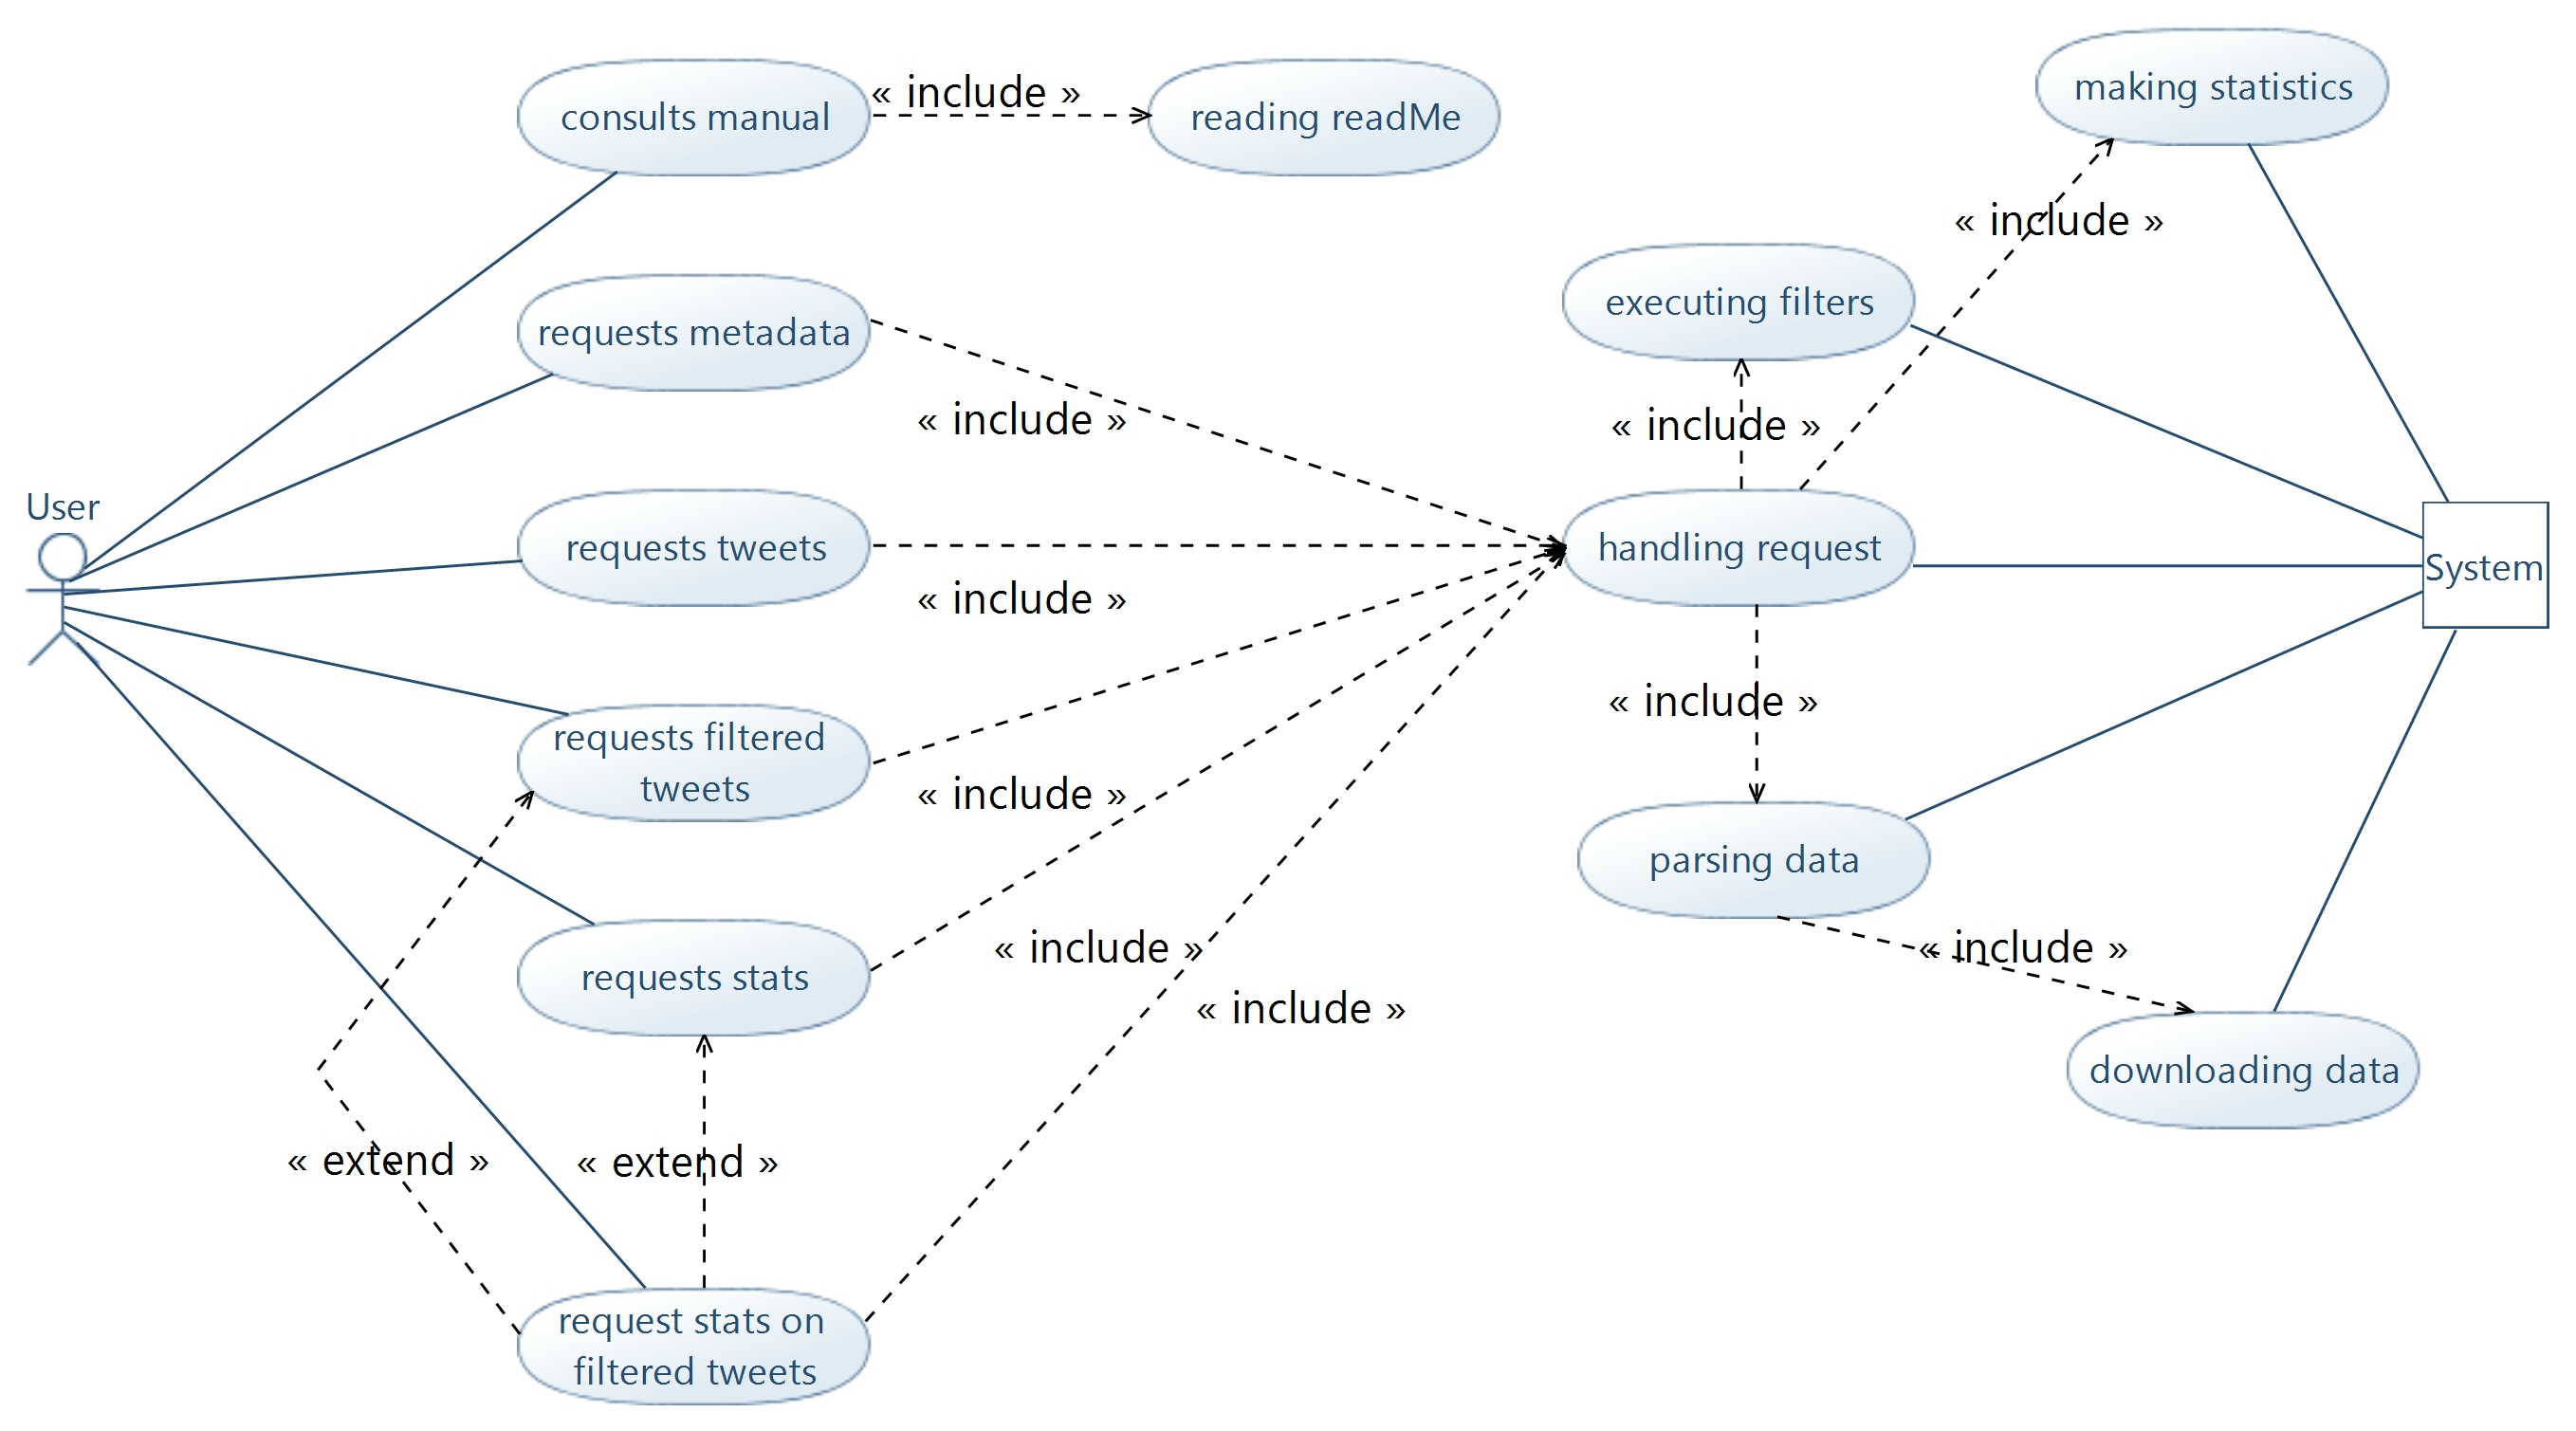 consults manual
« include »
reading readMe
making statistics
« include »
requests metadata
executing filters
« include »
« include »
User
requests tweets
handling request
System
« include »
requests filtered
tweets
« include »
« include »
parsing data
requests stats
« include »
« include »
« include »
downloading data
« extend »
« extend »
request stats on
filtered tweets